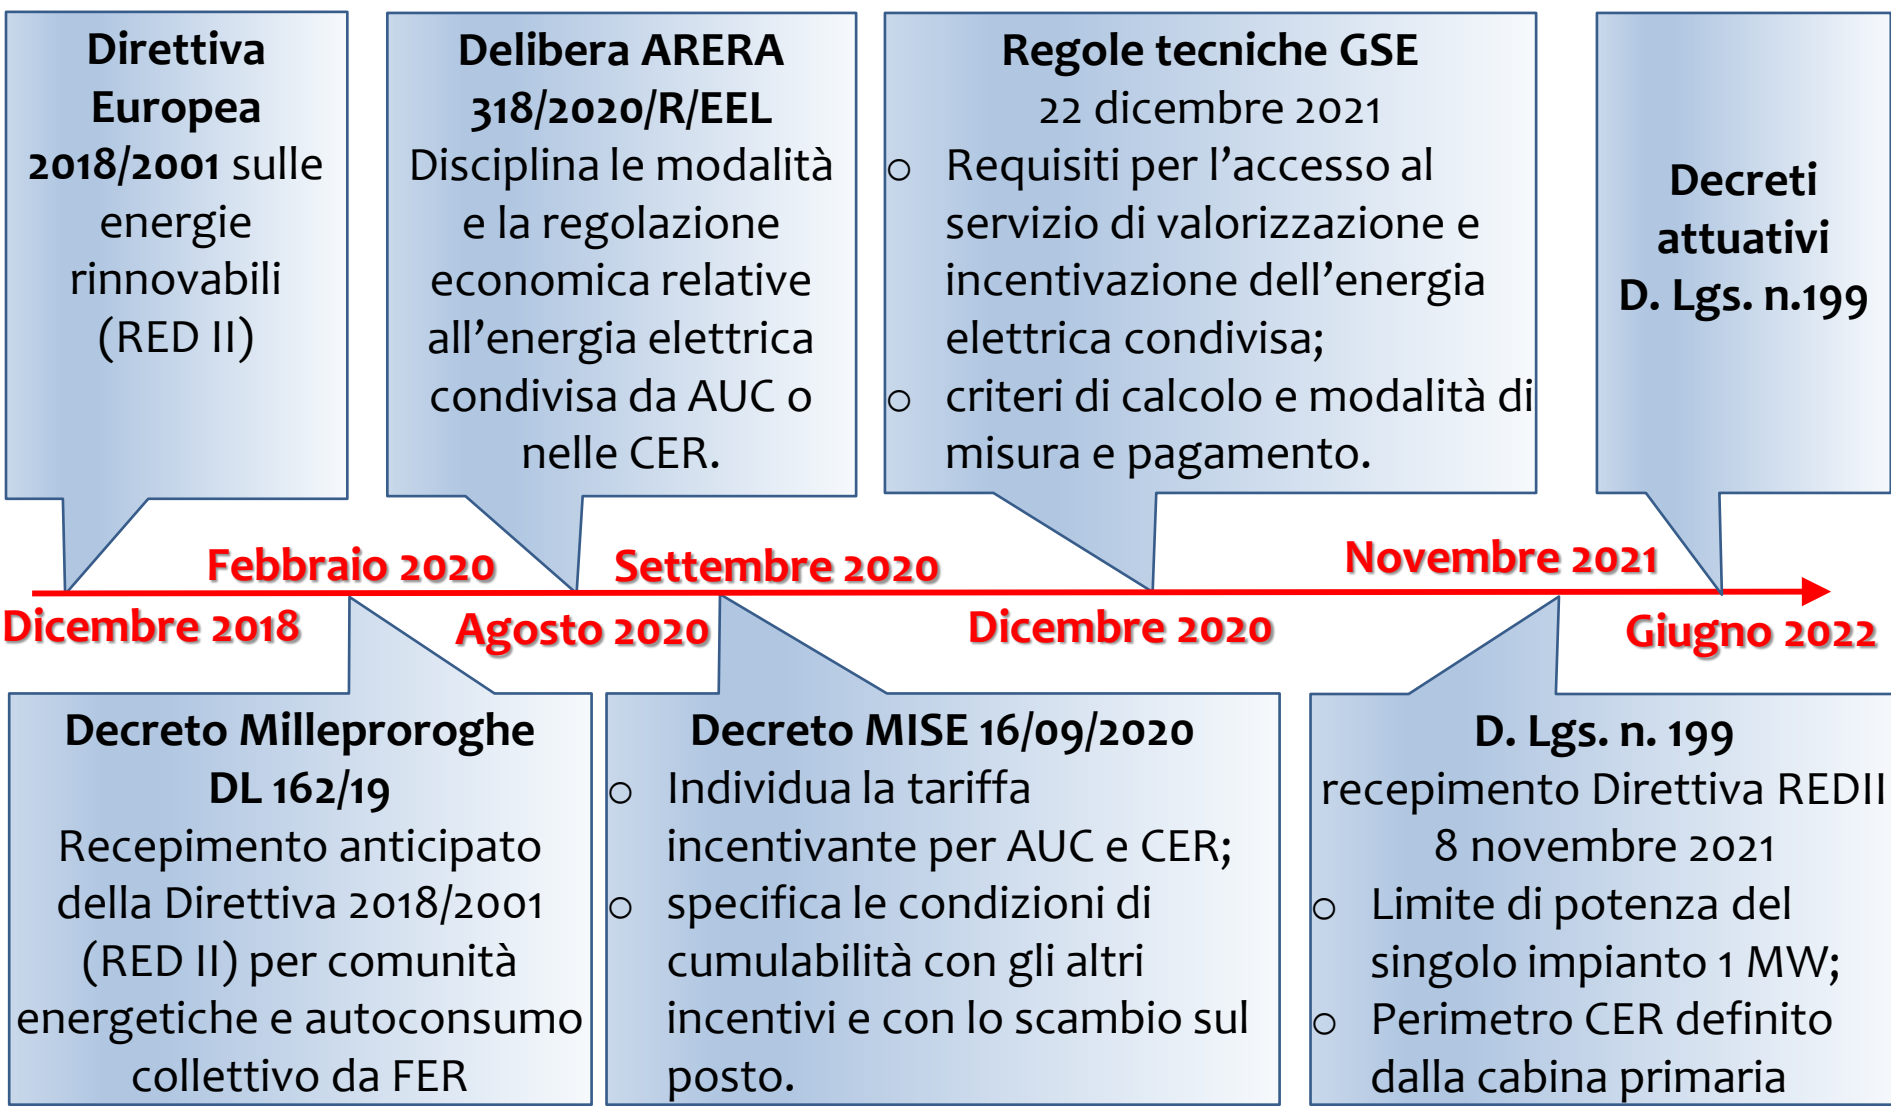 Direttiva
Europea
2018/2001 sulle
energie
rinnovabili
(RED II)
Delibera ARERA
318/2020/R/EEL
Disciplina le modalità
e la regolazione
economica relative
all’energia elettrica
condivisa da AUC o
nelle CER.
Regole tecniche GSE
22 dicembre 2021
o Requisiti per l’accesso al
servizio di valorizzazione e
incentivazione dell’energia
elettrica condivisa;
o criteri di calcolo e modalità di
misura e pagamento.
Decreti
attuativi
D. Lgs. n.199
Febbraio 2020
Settembre 2020
Novembre 2021
Dicembre 2018
Agosto 2020
Dicembre 2020
Giugno 2022
Decreto Milleproroghe
DL 162/19
Recepimento anticipato
della Direttiva 2018/2001
(RED II) per comunità
energetiche e autoconsumo
collettivo da FER
Decreto MISE 16/09/2020
o Individua la tariffa
incentivante per AUC e CER;
o specifica le condizioni di
cumulabilità con gli altri
incentivi e con lo scambio sul
posto.
D. Lgs. n. 199
recepimento Direttiva REDII
8 novembre 2021
o Limite di potenza del
singolo impianto 1 MW;
o Perimetro CER definito
dalla cabina primaria